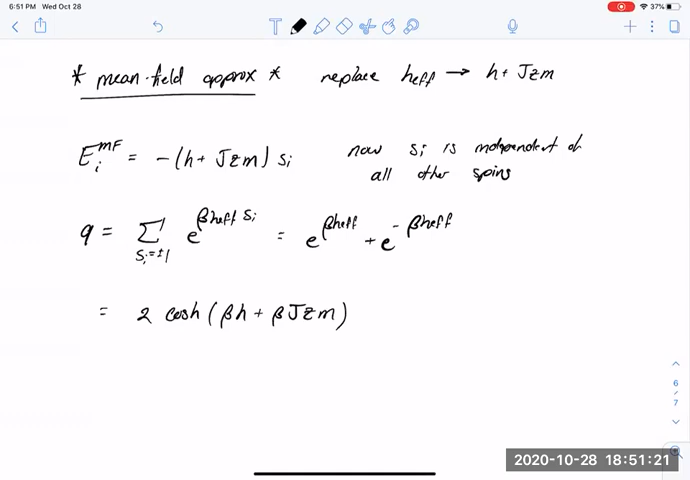 6:51 PM Wed Oct 28
37%
* mean-field approx * replace heff → h + Jzm
E_i^MF = -(h + Jzm) s_i now s_i is independent of
all other spins
q = Σ_{s_i=±1} e^{βheff s_i} = e^{βheff} + e^{-βheff}
= 2 cosh(βh + βJzm)
6
/
7
2020-10-28 18:51:21